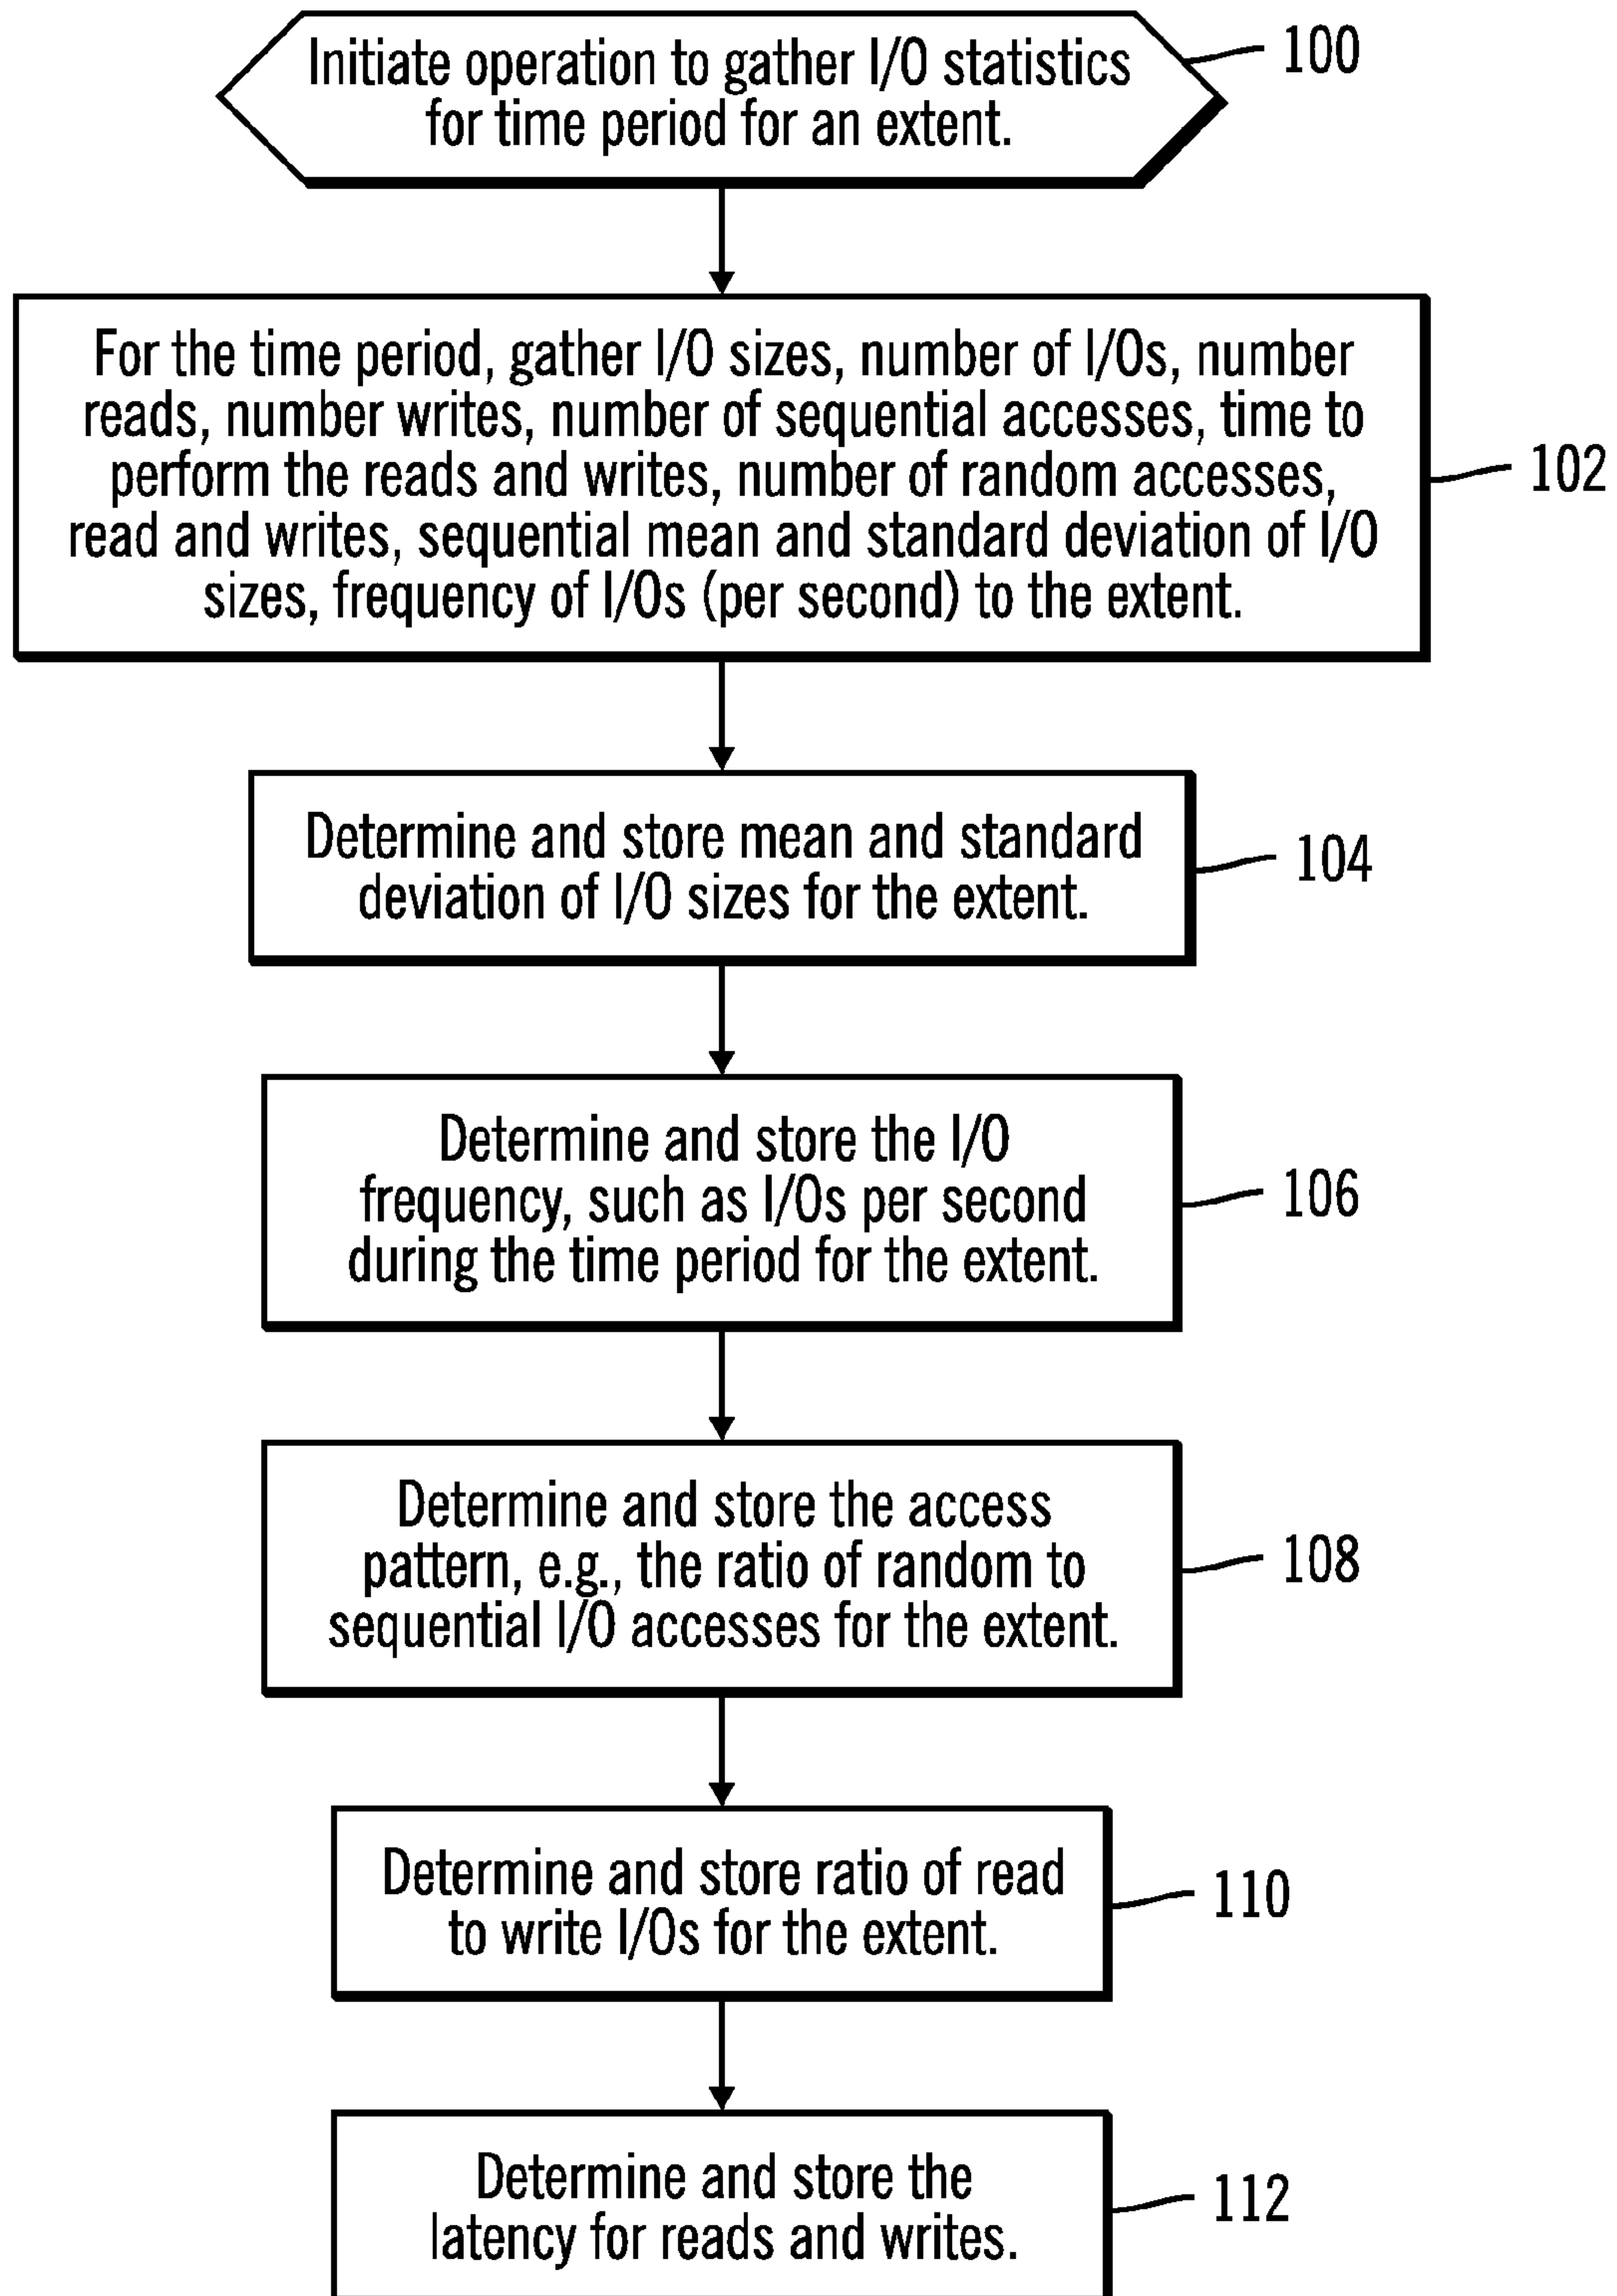 Initiate operation to gather I/O statistics
for time period for an extent.
100
For the time period, gather I/O sizes, number of I/Os, number
reads, number writes, number of sequential accesses, time to
perform the reads and writes, number of random accesses,
read and writes, sequential mean and standard deviation of I/O
sizes, frequency of I/Os (per second) to the extent.
102
Determine and store mean and standard
deviation of I/O sizes for the extent.
104
Determine and store the I/O
frequency, such as I/Os per second
during the time period for the extent.
106
Determine and store the access
pattern, e.g., the ratio of random to
sequential I/O accesses for the extent.
108
Determine and store ratio of read
to write I/Os for the extent.
110
Determine and store the
latency for reads and writes.
112